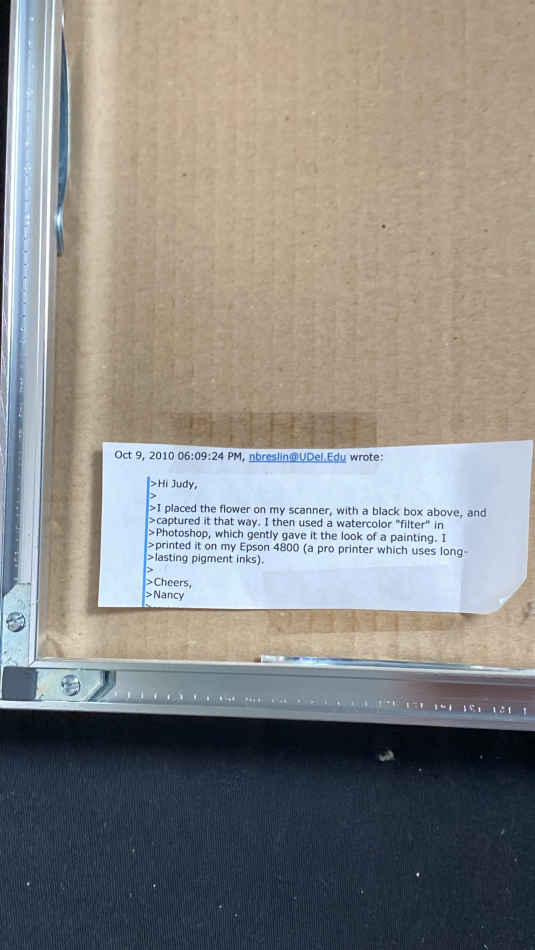 Oct 9, 2010 06:09:24 PM, nbreslin@UDel.Edu wrote:
>Hi Judy,
>
>I placed the flower on my scanner, with a black box above, and
>captured it that way. I then used a watercolor "filter" in
>Photoshop, which gently gave it the look of a painting. I
>printed it on my Epson 4800 (a pro printer which uses long-
>lasting pigment inks).
>
>Cheers,
>Nancy